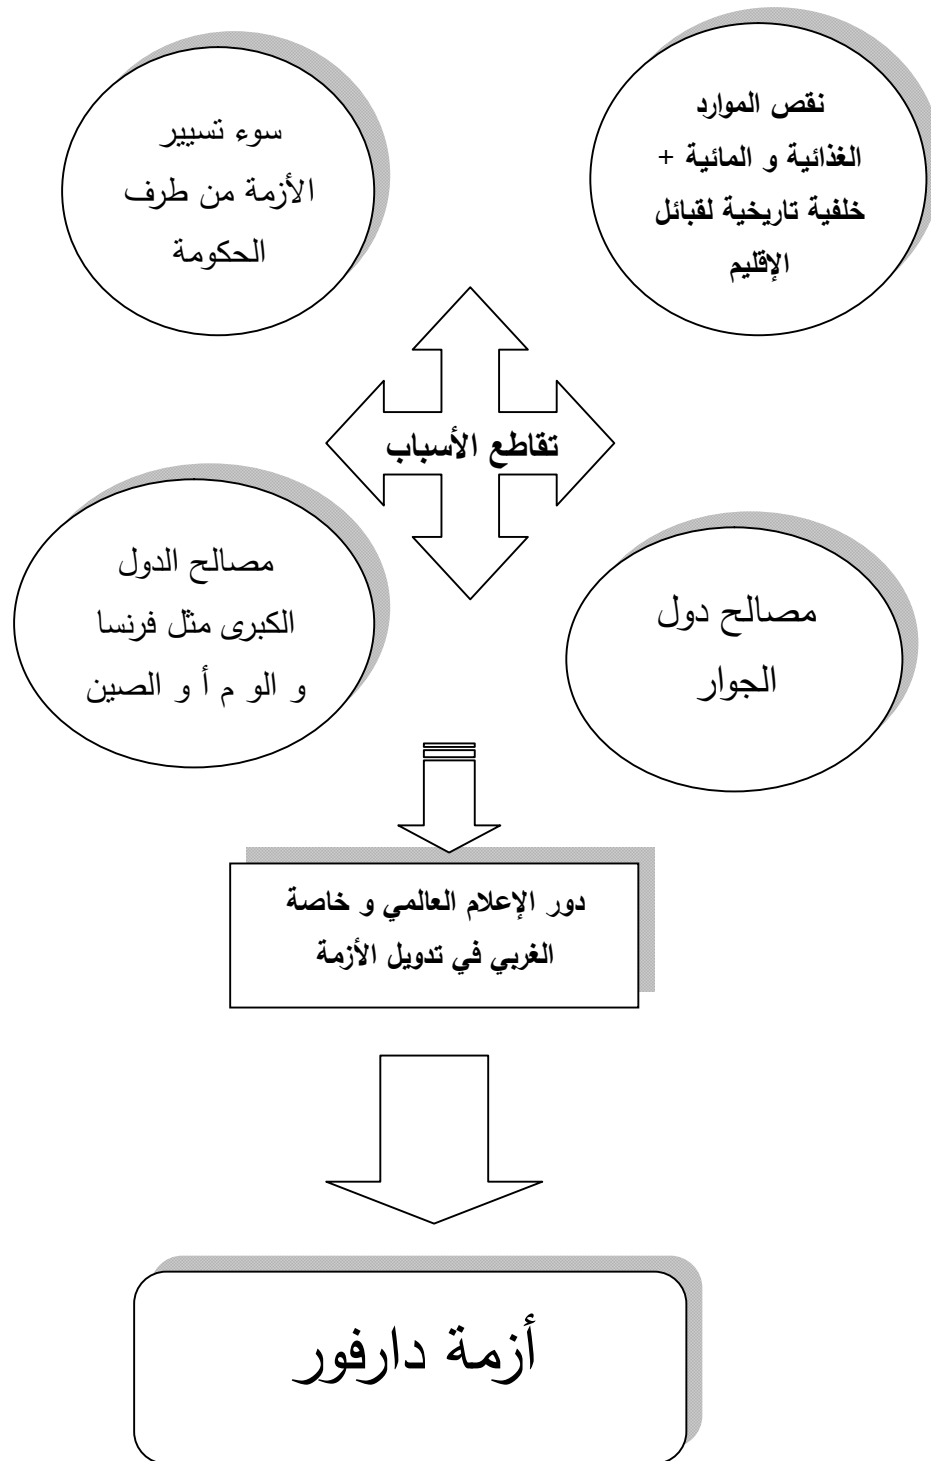 نقص الموارد
الغذائية و المائية +
خلفية تاريخية لقبائل
الإقليم
سوء تسيير
الأزمة من طرف
الحكومة
تقاطع الأسباب
مصالح دول
الجوار
مصالح الدول
الكبرى مثل فرنسا
و الو م أ و الصين
دور الإعلام العالمي و خاصة
الغربي في تدويل الأزمة
أزمة دارفور